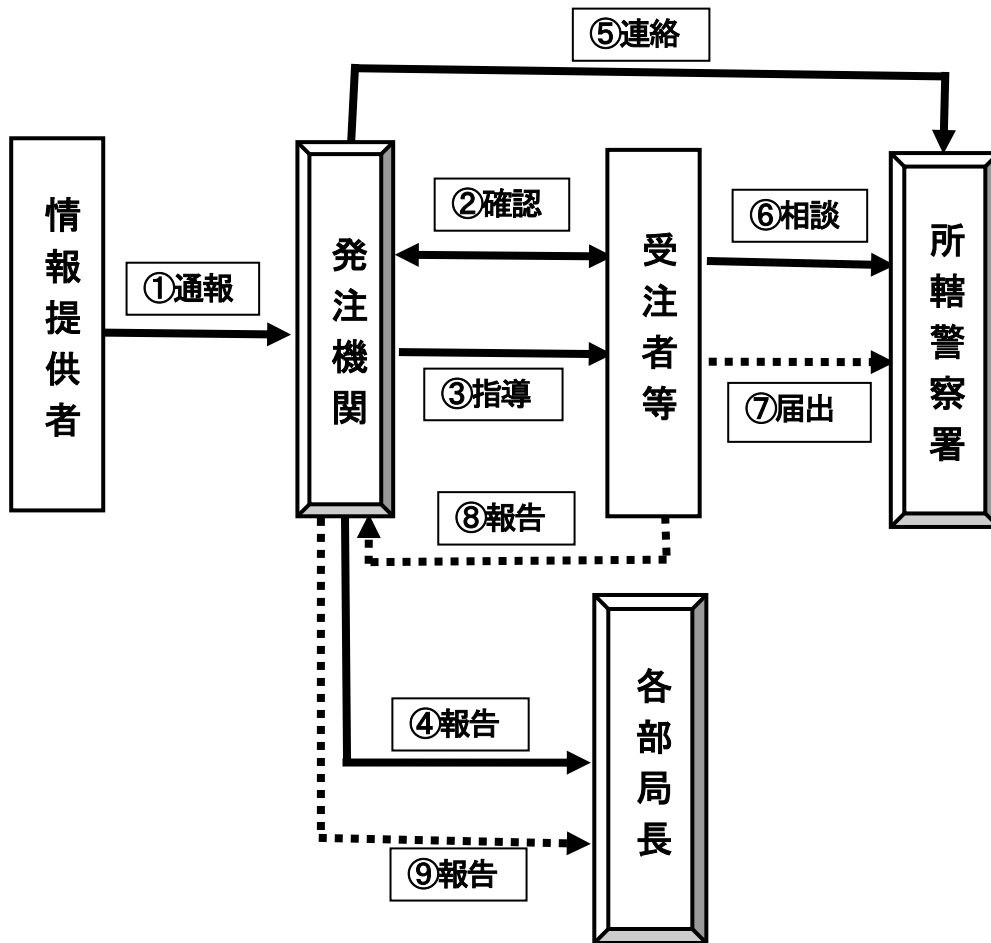 ⑤連絡
情報提供者
①通報
発注機関
②確認
③指導
受注者等
⑥相談
⑦届出
所轄警察署
⑧報告
④報告
⑨報告
各部局長